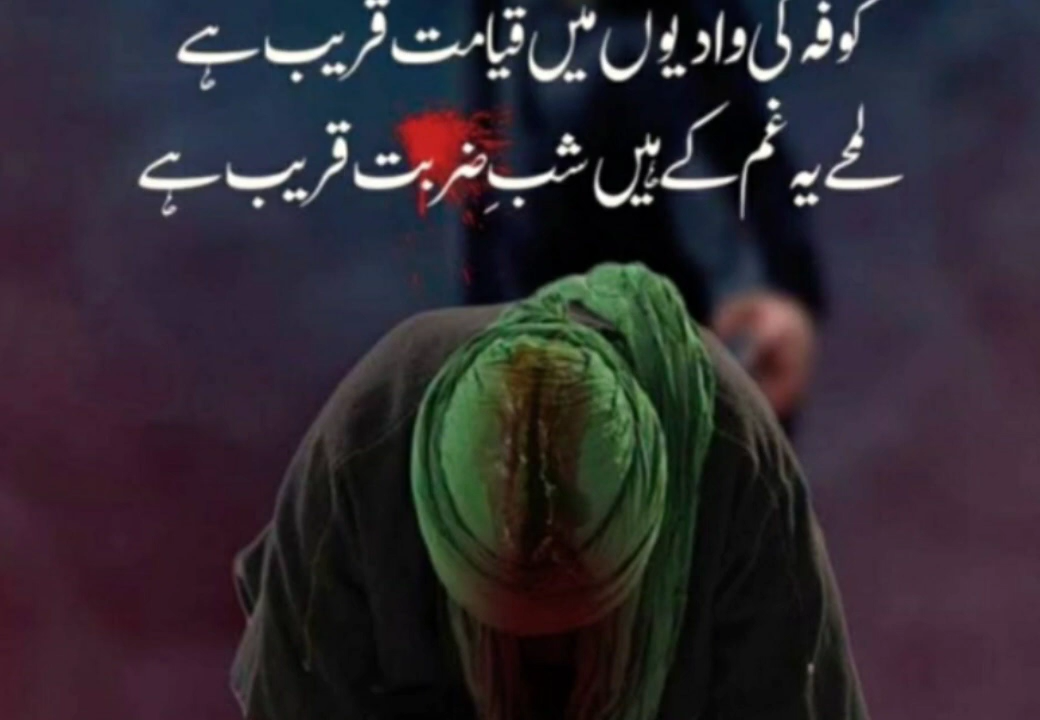 کوفہ کی وادیوں میں قیامت قریب ہے
لمحے یہ غم کے ہیں شبِ ضربت قریب ہے